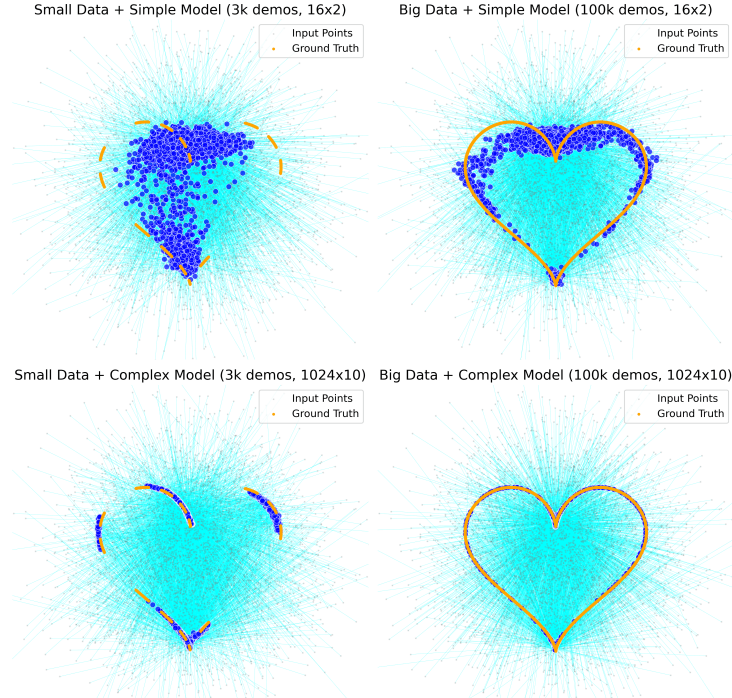 Small Data + Simple Model (3k demos, 16x2)
Input Points
Ground Truth
Big Data + Simple Model (100k demos, 16x2)
Input Points
Ground Truth
Small Data + Complex Model (3k demos, 1024x10)
Input Points
Ground Truth
Big Data + Complex Model (100k demos, 1024x10)
Input Points
Ground Truth